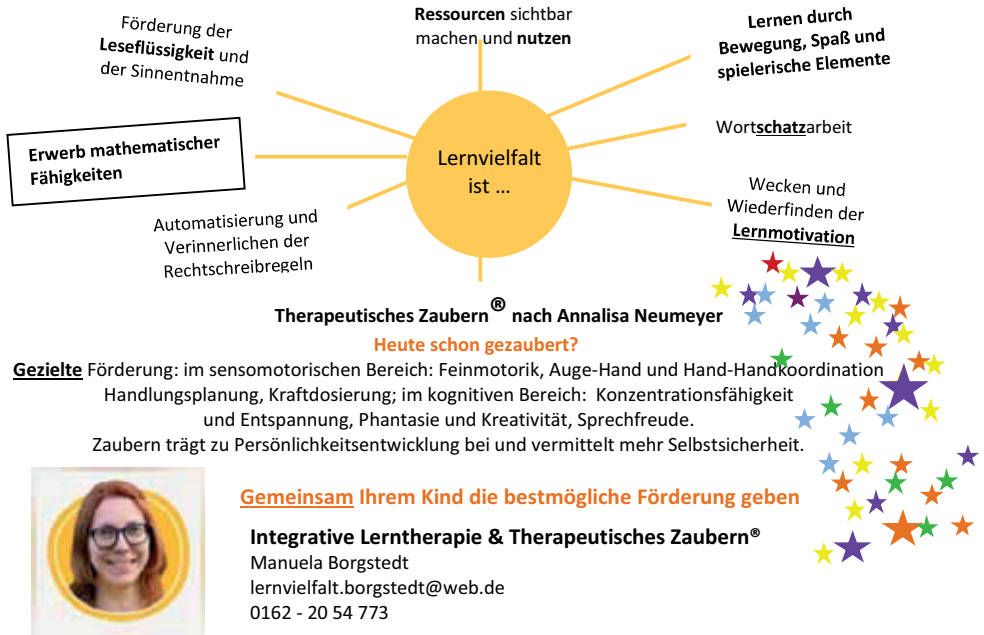 Förderung der
Leseflüssigkeit und
der Sinnentnahme
Ressourcen sichtbar
machen und nutzen
Lernen durch
Bewegung, Spaß und
spielerische Elemente
Erwerb mathematischer
Fähigkeiten
Lernvielfalt
ist ...
Wortschatzarbeit
Automatisierung und
Verinnerlichen der
Rechtschreibregeln
Wecken und
Wiederfinden der
Lernmotivation
Therapeutisches Zaubern® nach Annalisa Neumeyer
Heute schon gezaubert?
Gezielte Förderung: im sensomotorischen Bereich: Feinmotorik, Auge-Hand und Hand-Handkoordination
Handlungsplanung, Kraftdosierung; im kognitiven Bereich: Konzentrationsfähigkeit
und Entspannung, Phantasie und Kreativität, Sprechfreude.
Zaubern trägt zu Persönlichkeitsentwicklung bei und vermittelt mehr Selbstsicherheit.
Gemeinsam Ihrem Kind die bestmögliche Förderung geben
Integrative Lerntherapie & Therapeutisches Zaubern®
Manuela Borgstedt
lernvielfalt.borgstedt@web.de
0162 - 20 54 773